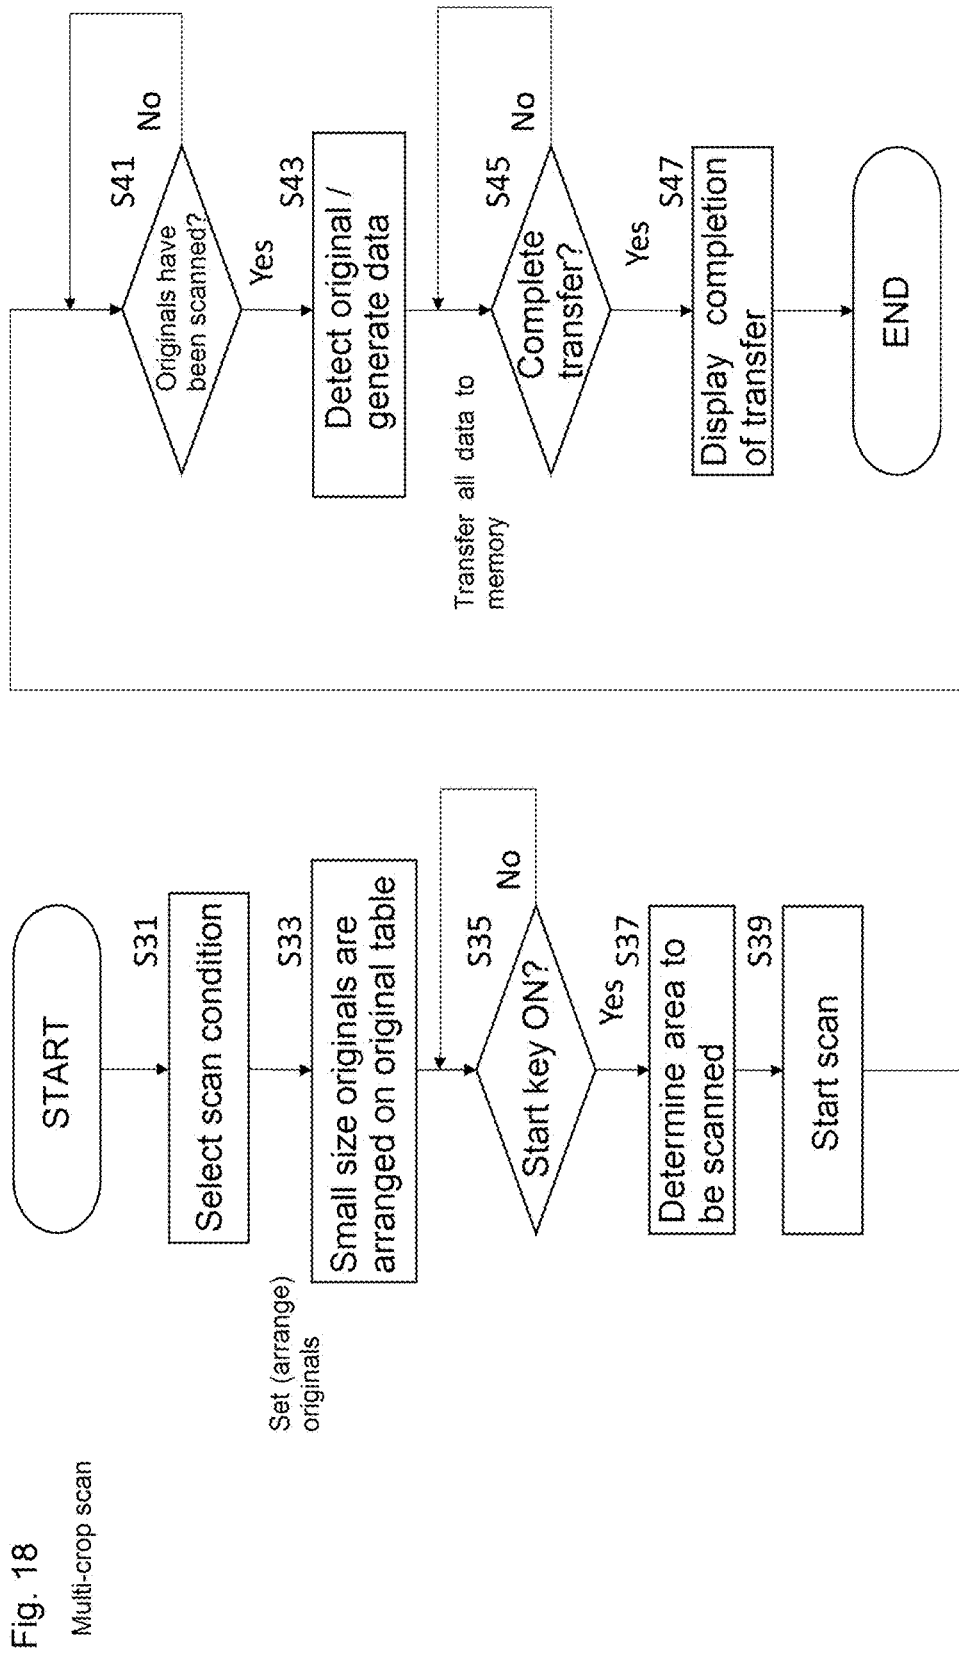 Fig. 18
Multi-crop scan
START
S31
Select scan condition
Set (arrange)
originals
S33
Small size originals are
arranged on original table
S35
Start key ON?
No
Yes
S37
Determine area to
be scanned
S39
Start scan
S41
Originals have
been scanned?
No
Yes
S43
Detect original /
generate data
Transfer all data to
memory
S45
Complete
transfer?
No
Yes
S47
Display completion
of transfer
END